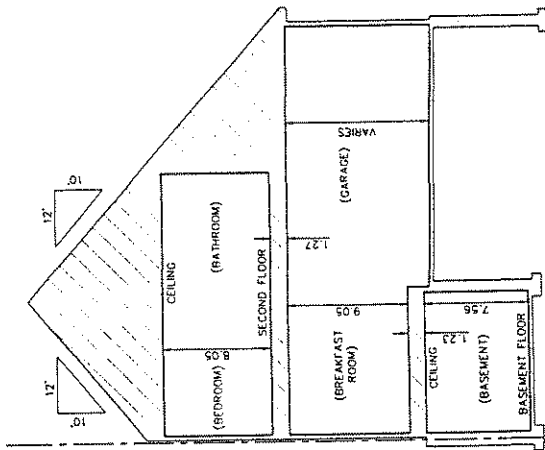 12'
10'
12'
10'
CEILING
(BEDROOM)
8.05
(BATHROOM)
SECOND FLOOR
1.27
(BREAKFAST
ROOM)
9.05
(GARAGE)
VARIES
CEILING
1.23
(BASEMENT)
7.56
BASEMENT FLOOR